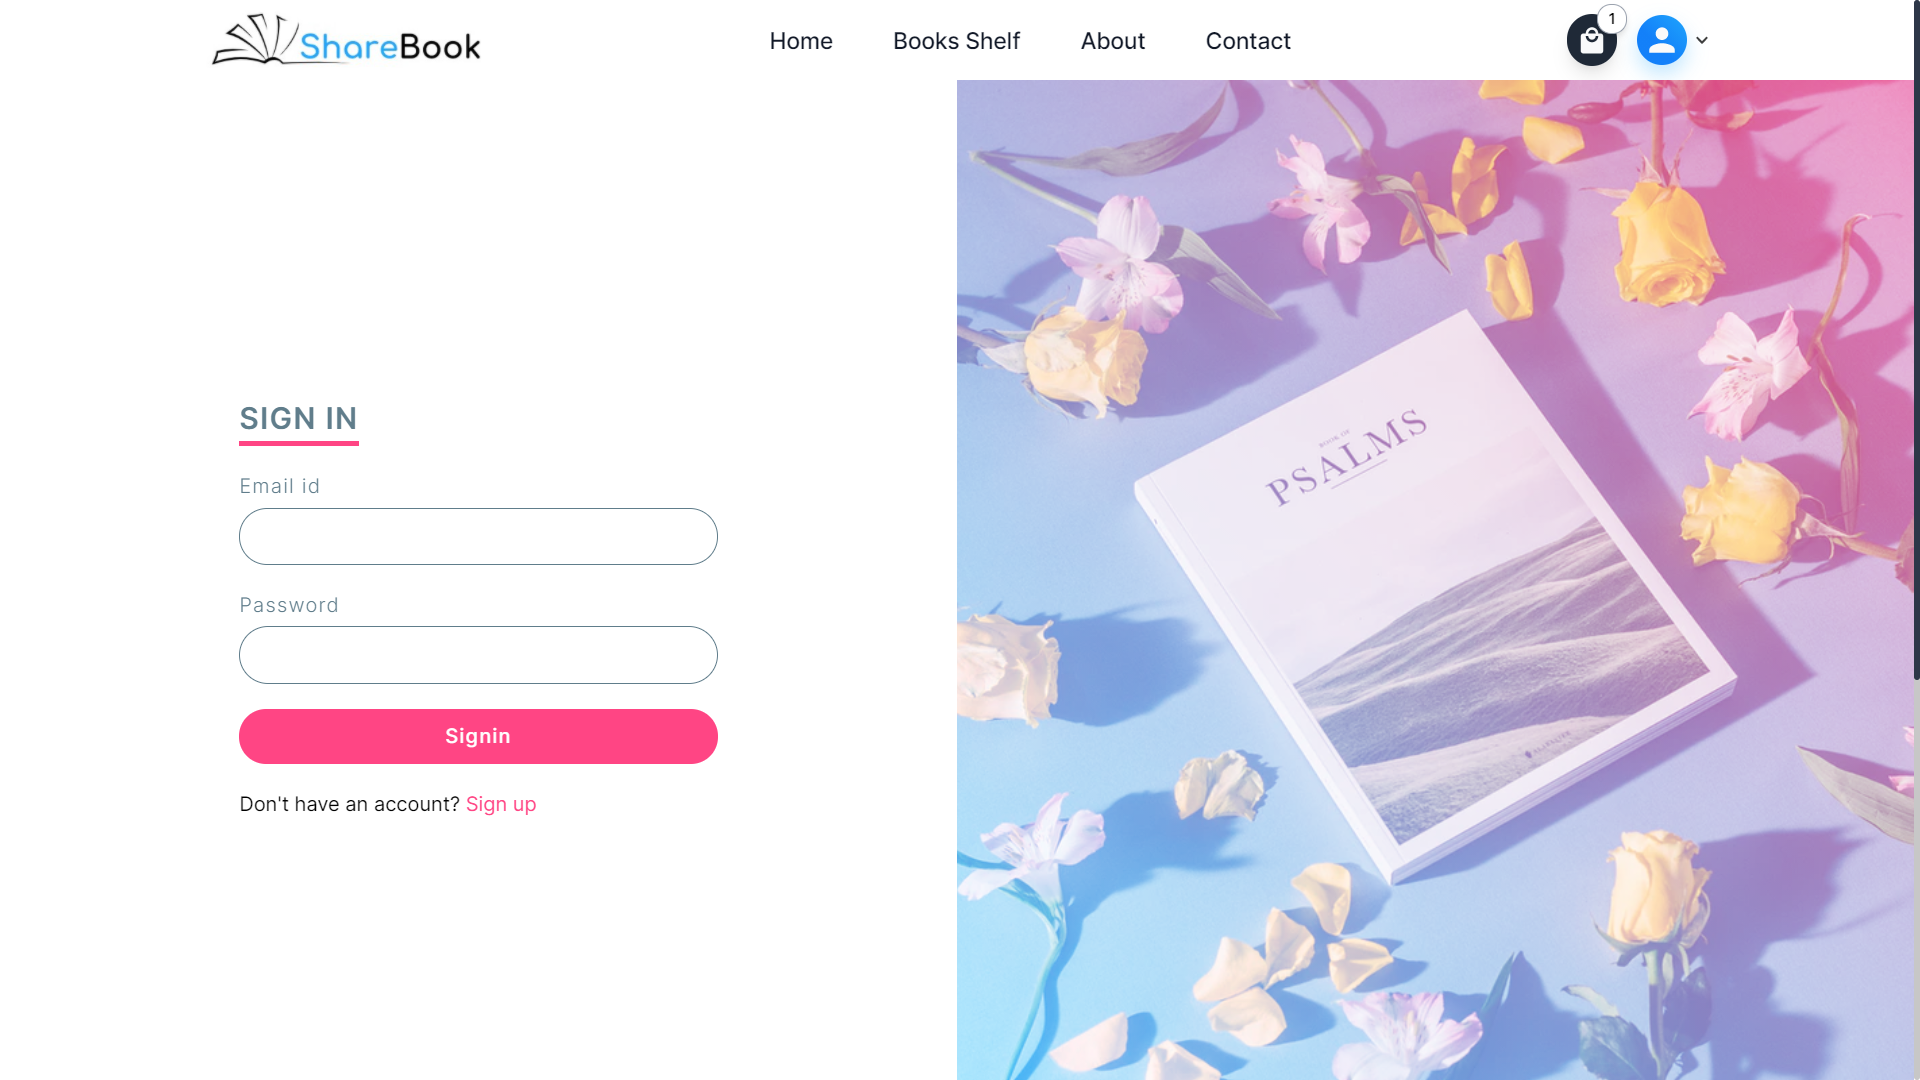 ShareBook
Home
Books Shelf
About
Contact
1
SIGN IN
Email id
Password
Signin
Don't have an account? Sign up
BOOK OF
PSALMS